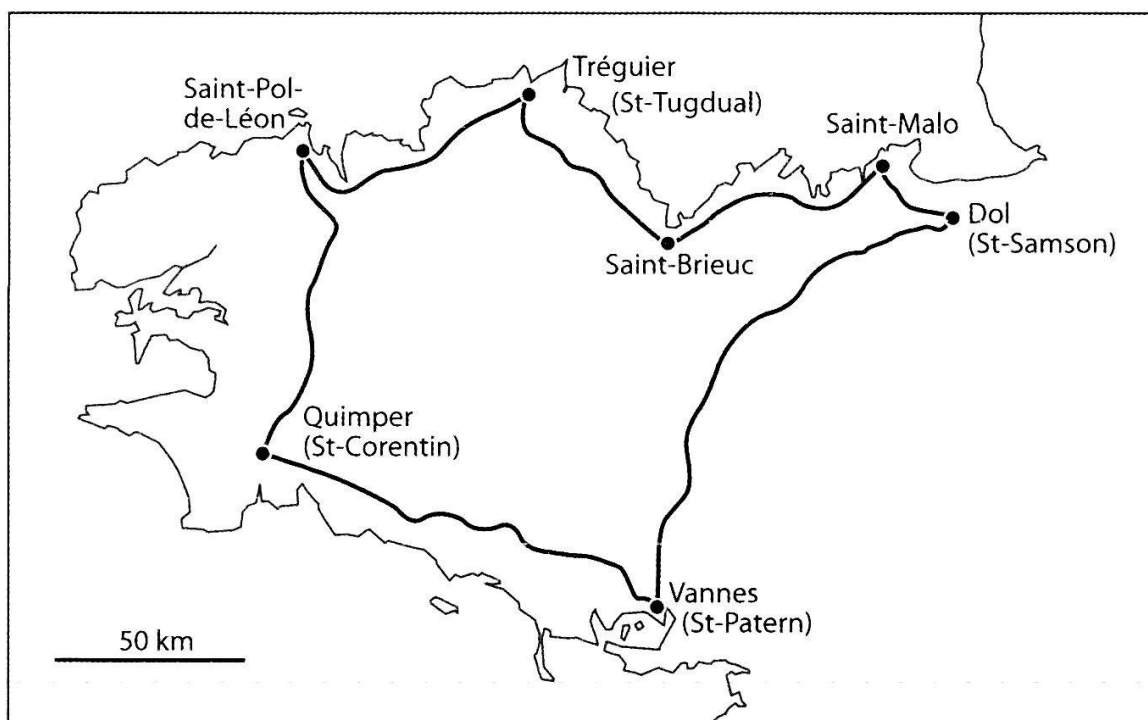 Tréguier
(St-Tugdual)
Saint-Pol-
de-Léon
Saint-Malo
Dol
(St-Samson)
Saint-Brieuc
Quimper
(St-Corentin)
Vannes
(St-Patern)
50 km